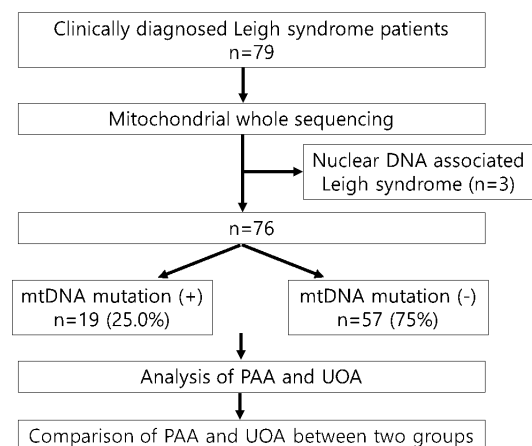 Clinically diagnosed Leigh syndrome patients
n=79
Mitochondrial whole sequencing
Nuclear DNA associated
Leigh syndrome (n=3)
n=76
mtDNA mutation (+)
n=19 (25.0%)
mtDNA mutation (-)
n=57 (75%)
Analysis of PAA and UOA
Comparison of PAA and UOA between two groups